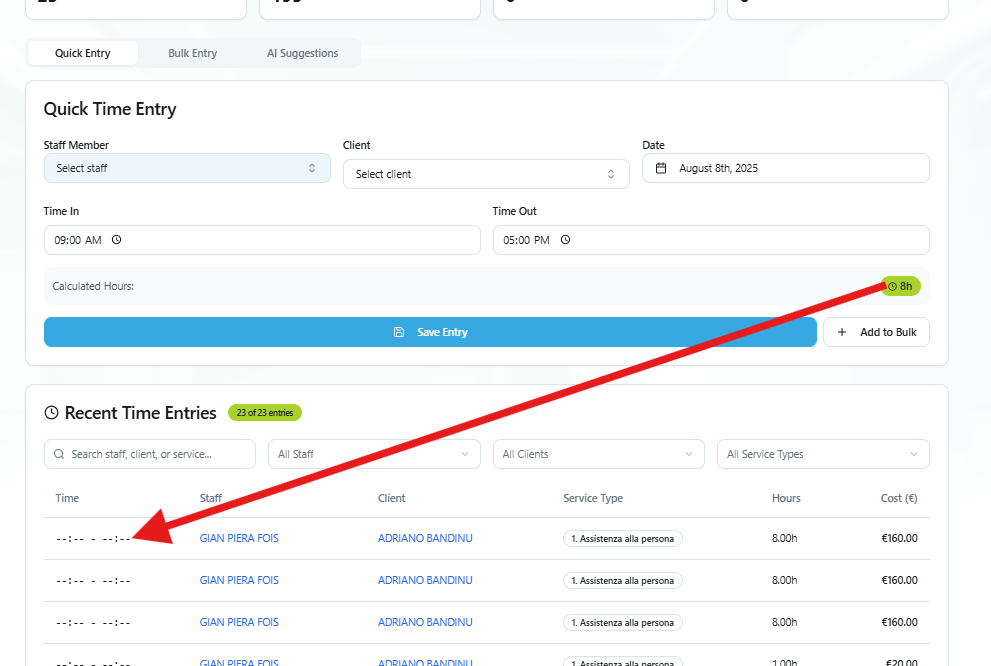 Quick Entry
Bulk Entry
AI Suggestions
Quick Time Entry
Staff Member
Client
Date
Select staff
Select client
August 8th, 2025
Time In
Time Out
09:00 AM
05:00 PM
Calculated Hours:
8h
Save Entry
Add to Bulk
Recent Time Entries
23 of 23 entries
Search staff, client, or service...
All Staff
All Clients
All Service Types
Time Staff Client Service Type Hours Cost (€)
--:-- - --:-- GIAN PIERA FOIS ADRIANO BANDINU 1. Assistenza alla persona 8.00h €160.00
--:-- - --:-- GIAN PIERA FOIS ADRIANO BANDINU 1. Assistenza alla persona 8.00h €160.00
--:-- - --:-- GIAN PIERA FOIS ADRIANO BANDINU 1. Assistenza alla persona 8.00h €160.00
--:-- - --:-- GIAN PIERA FOIS ADRIANO BANDINU 1. Assistenza alla persona 1.00h €20.00